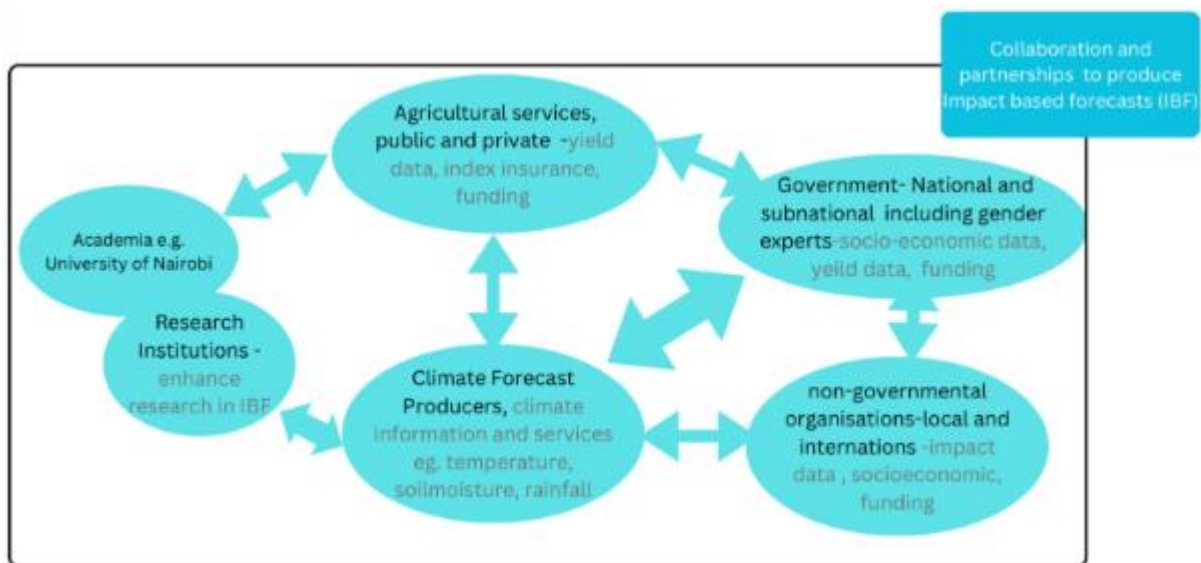 Collaboration and
partnerships to produce
Impact based forecasts (IBF)
Agricultural services,
public and private -yield
data, index insurance,
funding
Government- National and
subnational including gender
experts-socio-economic data,
yeild data, funding
Academia e.g.
University of Nairobi
Research
Institutions -
enhance
research in IBF
Climate Forecast
Producers, climate
information and services
eg. temperature,
soilmoisture, rainfall
non-governmental
organisations-local and
internations -impact
data , socioeconomic,
funding